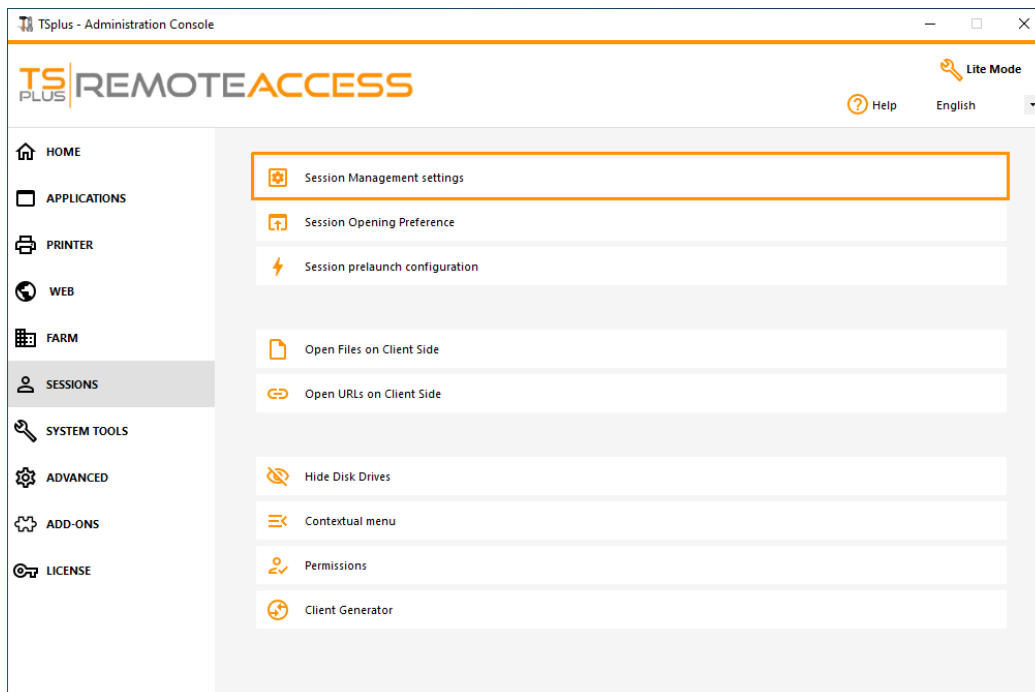 TSplus - Administration Console
TS PLUS REMOTEACCESS
Lite Mode
Help
English
HOME
APPLICATIONS
PRINTER
WEB
FARM
SESSIONS
SYSTEM TOOLS
ADVANCED
ADD-ONS
LICENSE
Session Management settings
Session Opening Preference
Session prelaunch configuration
Open Files on Client Side
Open URLs on Client Side
Hide Disk Drives
Contextual menu
Permissions
Client Generator